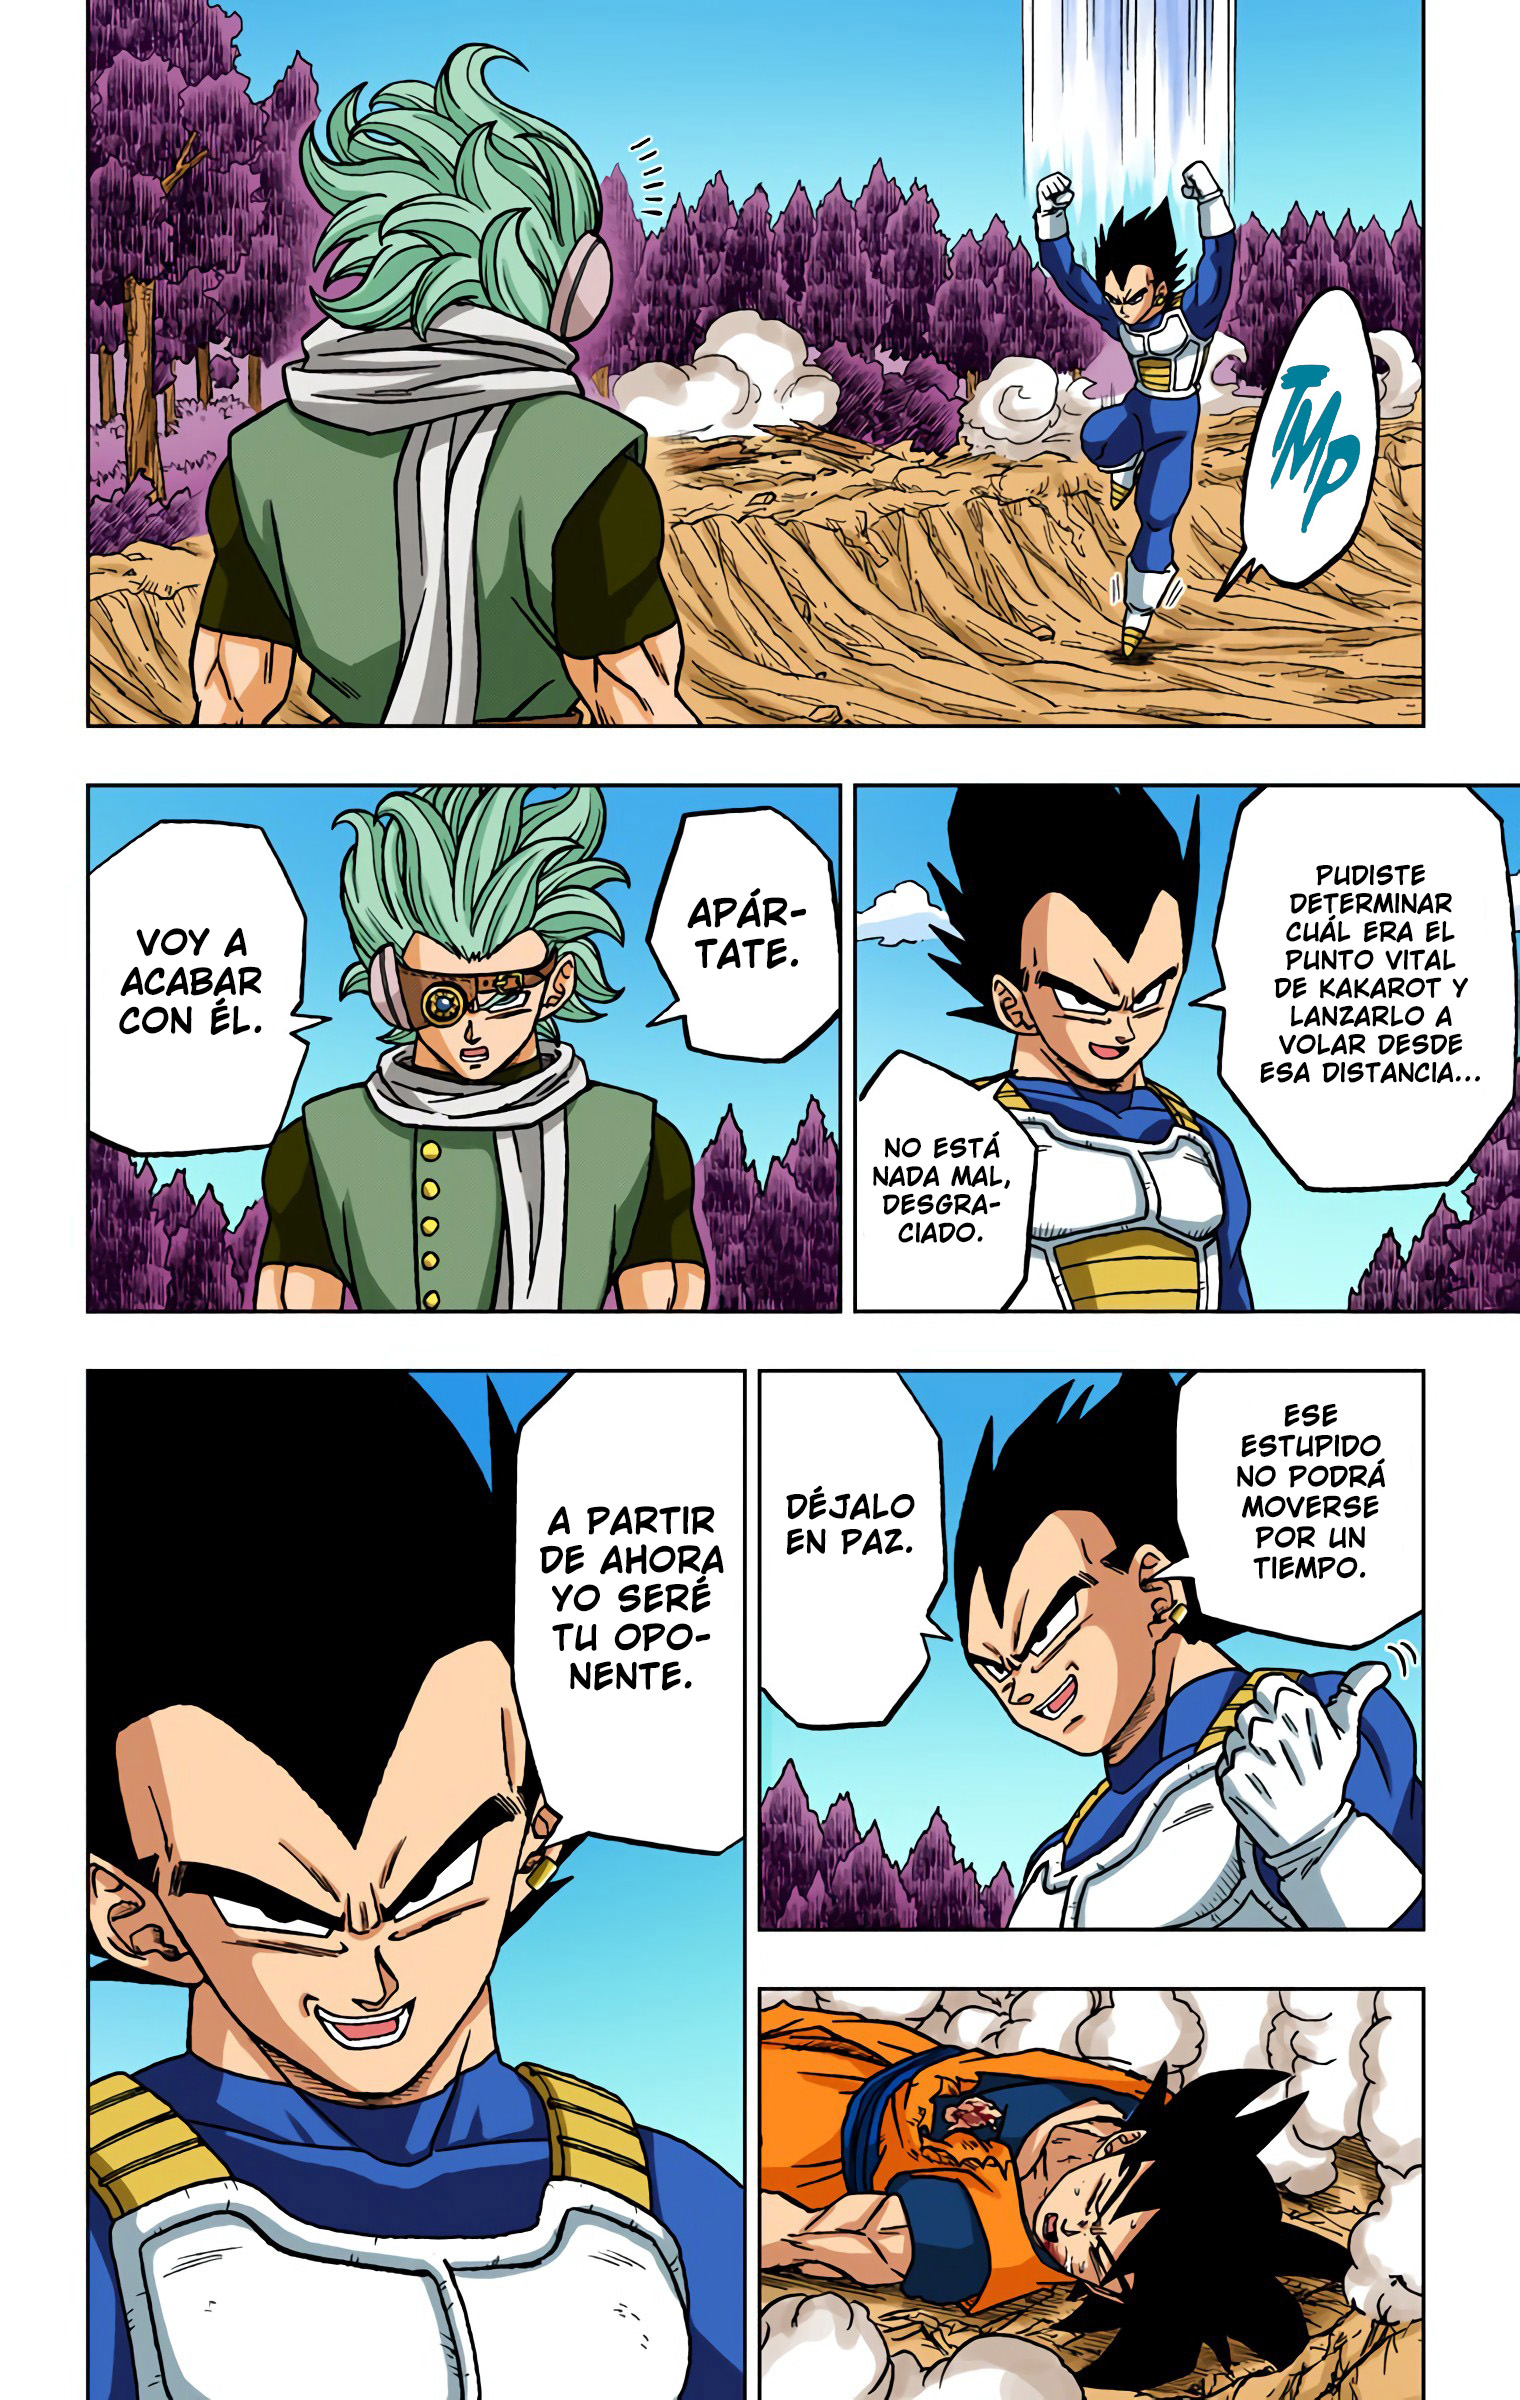 TMP
PUDISTE
DETERMINAR
CUÁL ERA EL
PUNTO VITAL
DE KAKAROT Y
LANZARLO A
VOLAR DESDE
ESA DISTANCIA...
NO ESTÁ
NADA MAL,
DESGRA-
CIADO.
APÁR-
TATE.
VOY A
ACABAR
CON ÉL.
ESE
ESTUPIDO
NO PODRÁ
MOVERSE
POR UN
TIEMPO.
DÉJALO
EN PAZ.
A PARTIR
DE AHORA
YO SERÉ
TU OPO-
NENTE.